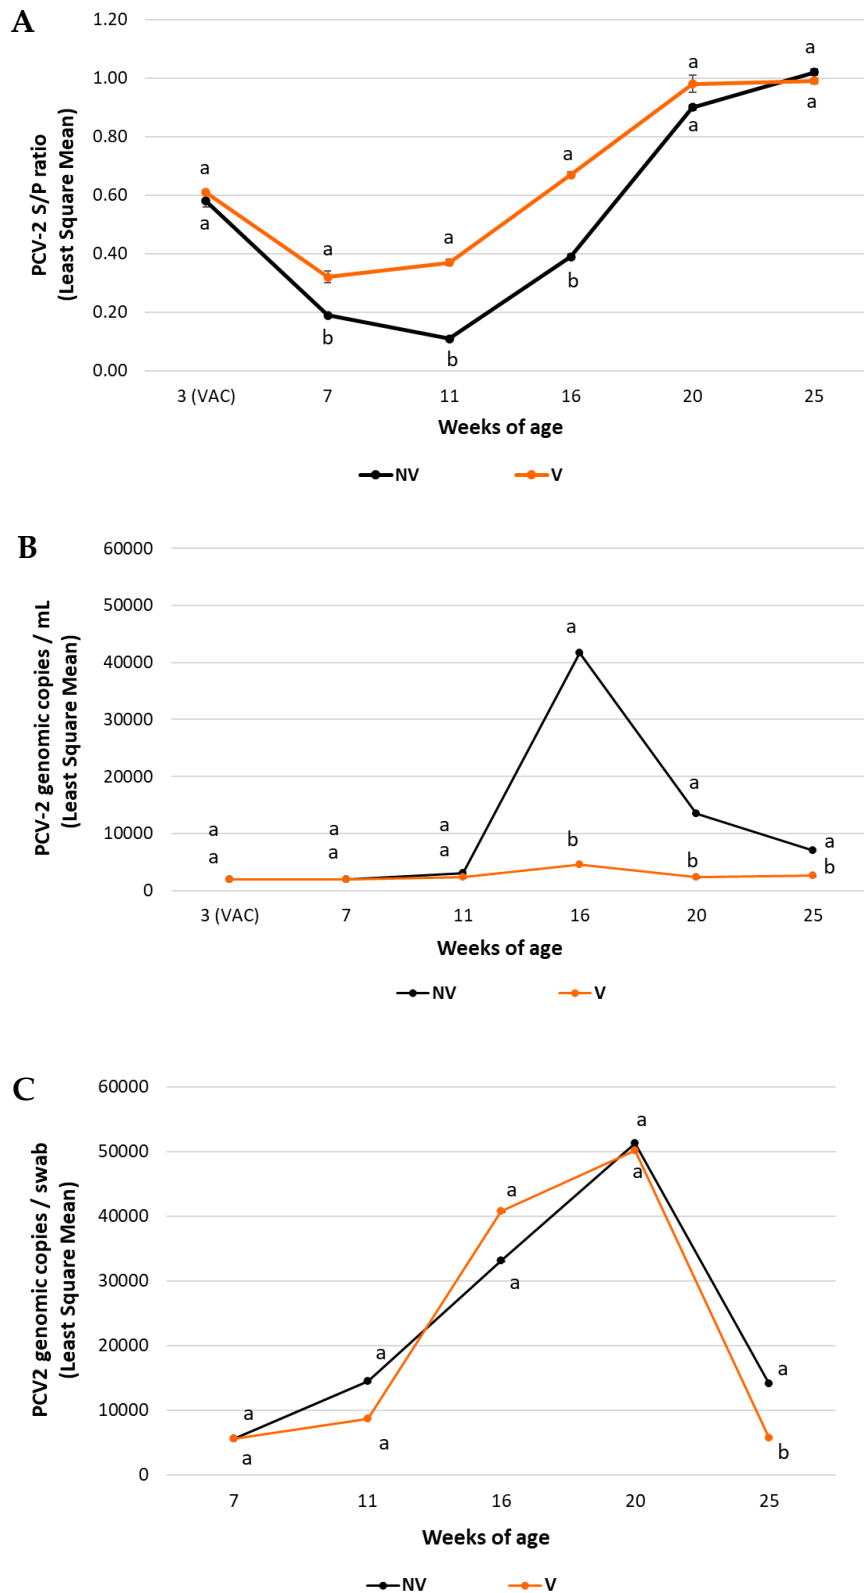 A
PCV-2 S/P ratio
(Least Square Mean)
1.20
1.00
0.80
0.60
0.40
0.20
0.00
a
a
a
b
a
b
a
b
a
a
a
a
3 (VAC) 7 11 16 20 25
Weeks of age
NV V
B
PCV-2 genomic copies / mL
(Least Square Mean)
60000
50000
40000
30000
20000
10000
0
a
a
a
a
a
a
a
b
a
b
a
b
3 (VAC) 7 11 16 20 25
Weeks of age
NV V
C
PCV2 genomic copies / swab
(Least Square Mean)
60000
50000
40000
30000
20000
10000
0
a
a
a
a
a
a
a
a
a
b
7 11 16 20 25
Weeks of age
NV V